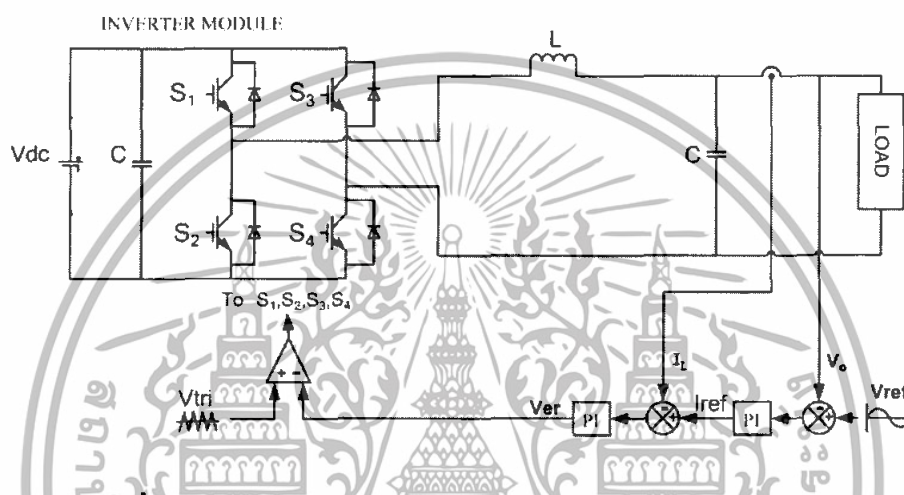 INVERTER MODULE
L
S1
S3
Vdc
C
C
LOAD
S2
S4
To S1,S2,S3,S4
IL
Vo
Vtri
+ -
Ver
PI
-
+
Iref
PI
-
+
Vref